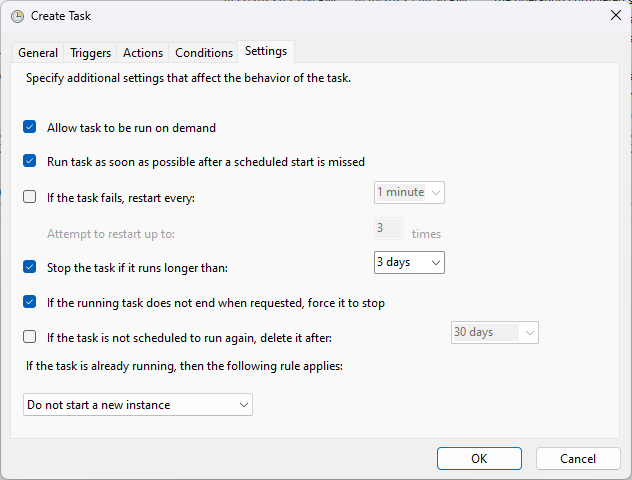 Create Task
General Triggers Actions Conditions Settings
Specify additional settings that affect the behavior of the task.
Allow task to be run on demand
Run task as soon as possible after a scheduled start is missed
If the task fails, restart every: 1 minute
Attempt to restart up to: 3 times
Stop the task if it runs longer than: 3 days
If the running task does not end when requested, force it to stop
If the task is not scheduled to run again, delete it after: 30 days
If the task is already running, then the following rule applies:
Do not start a new instance
OK Cancel